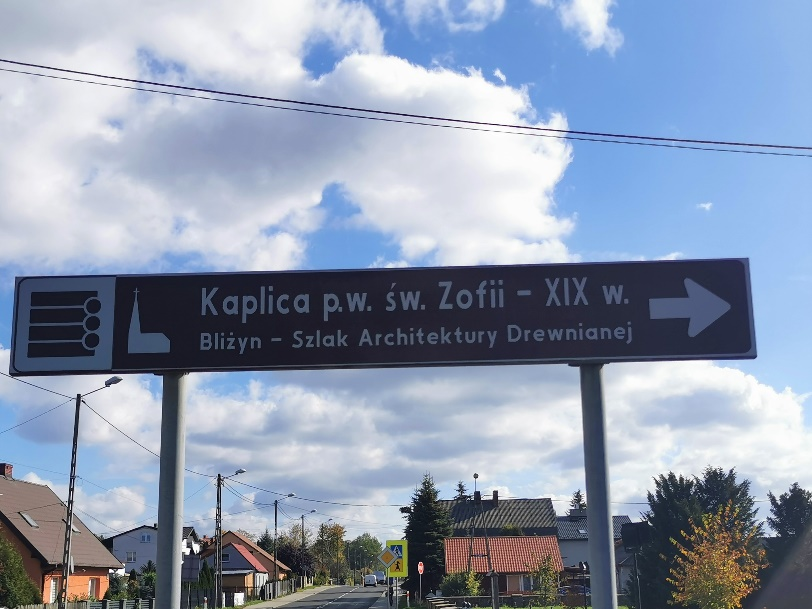 Kaplica p.w. św. Zofii - XIX w.
Bliżyn - Szlak Architektury Drewnianej